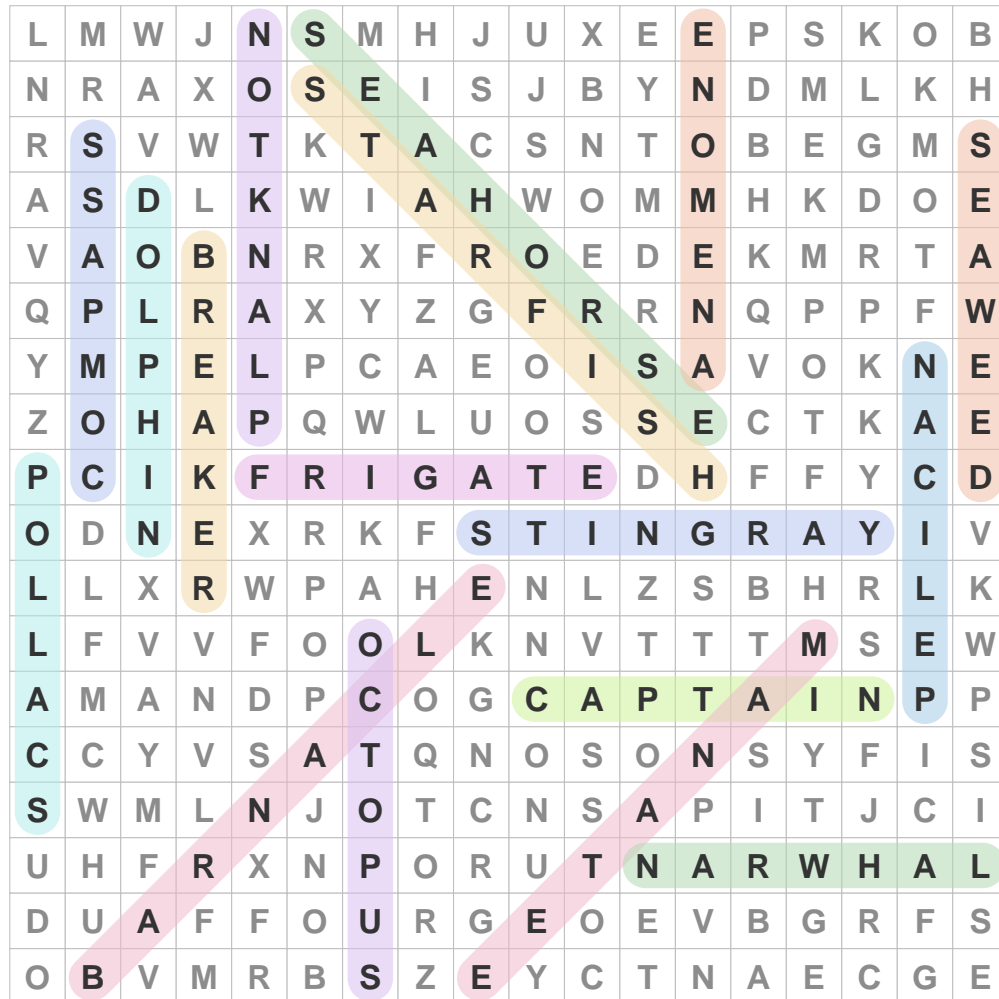 L M W J N S M H J U X E E P S K O B
N R A X O S E I S J B Y N D M L K H
R S V W T K T A C S N T O B E G M S
A S D L K W I A H W O M M H K D O E
V A O B N R X F R O E D E K M R T A
Q P L R A X Y Z G F R R N Q P P F W
Y M P E L P C A E O I S A V O K N E
Z O H A P Q W L U O S S E C T K A E
P C I K F R I G A T E D H F F Y C D
O D N E X R K F S T I N G R A Y I V
L L X R W P A H E N L Z S B H R L K
L F V V F O O L K N V T T T M S E W
A M A N D P C O G C A P T A I N P P
C C Y V S A T Q N O S O N S Y F I S
S W M L N J O T C N S A P I T J C I
U H F R X N P O R U T N A R W H A L
D U A F F O U R G E O E V B G R F S
O B V M R B S Z E Y C T N A E C G E